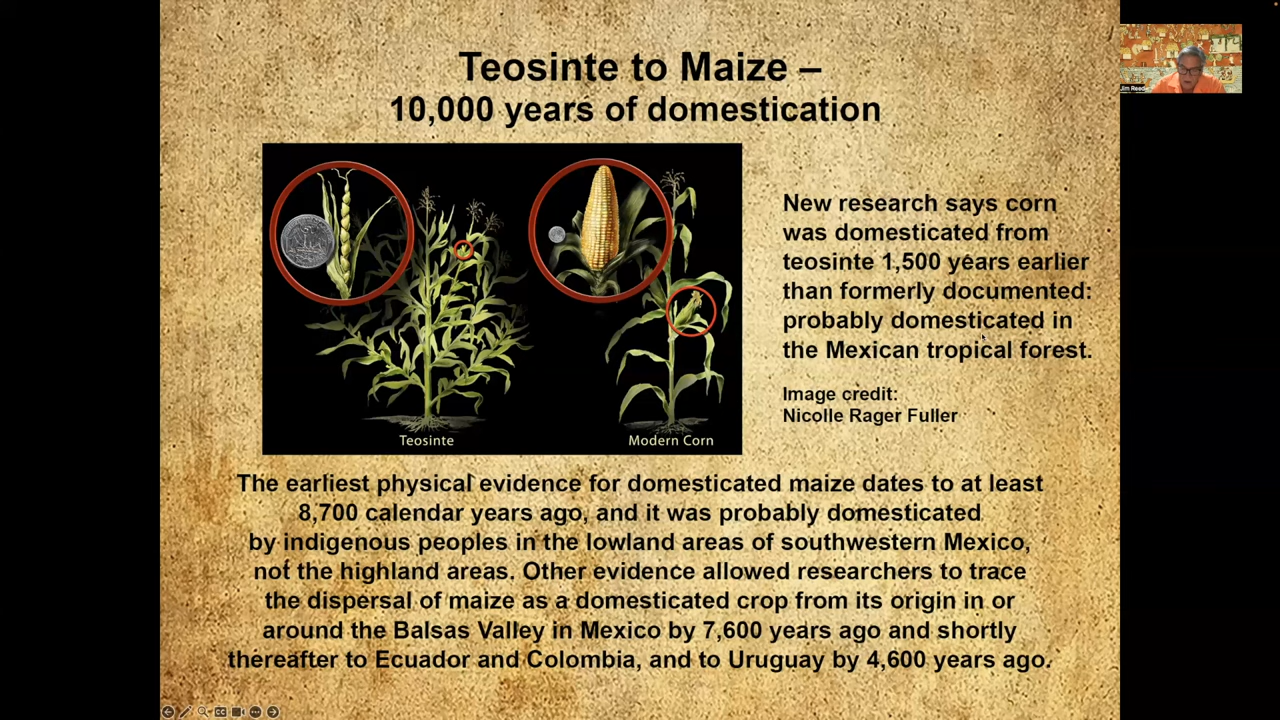 Teosinte to Maize –
10,000 years of domestication
Teosinte
Modern Corn
New research says corn
was domesticated from
teosinte 1,500 years earlier
than formerly documented:
probably domesticated in
the Mexican tropical forest.
Image credit:
Nicolle Rager Fuller
The earliest physical evidence for domesticated maize dates to at least
8,700 calendar years ago, and it was probably domesticated
by indigenous peoples in the lowland areas of southwestern Mexico,
not the highland areas. Other evidence allowed researchers to trace
the dispersal of maize as a domesticated crop from its origin in or
around the Balsas Valley in Mexico by 7,600 years ago and shortly
thereafter to Ecuador and Colombia, and to Uruguay by 4,600 years ago.
Jim